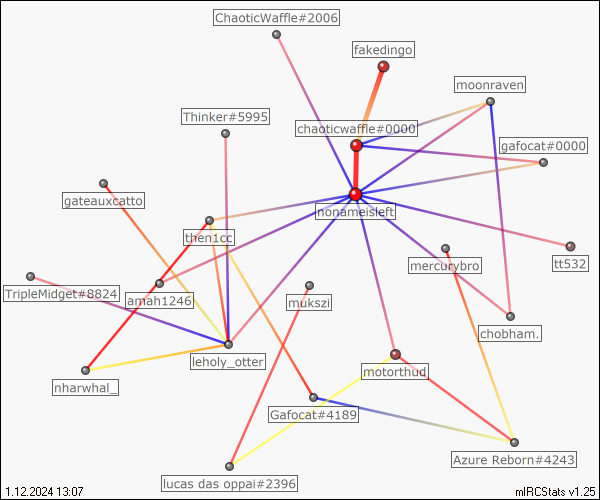 ChaoticWaffle#2006
fakedingo
moonraven
Thinker#5995
chaoticwaffle#0000
gafocat#0000
gateauxcatto
nonameisleft
then1cc
mercurybro
tt532
TripleMidget#8824
amah1246
mukszi
chobham.
leholy_otter
motorthud
nharwhal_
Gafocat#4189
Azure Reborn#4243
lucas das oppai#2396
1.12.2024 13:07
mIRCStats v1.25